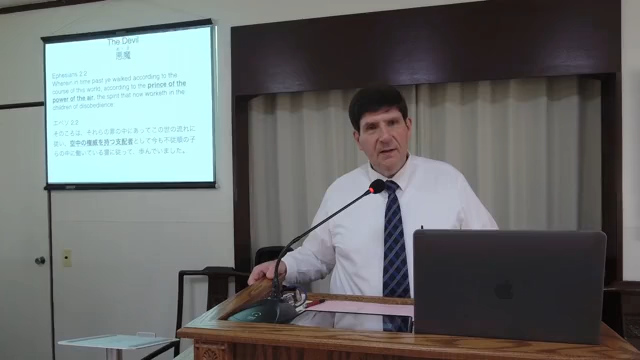 The Devil
悪魔
Ephesians 2:2
Wherein in time past ye walked according to the
course of this world, according to the prince of the
power of the air, the spirit that now worketh in the
children of disobedience:
エペソ 2:2
そのころは、それらの罪の中にあってこの世の流れに
従い、空中の権威を持つ支配者として今も不従順の子
らの中に働いている霊に従って、歩んでいました。